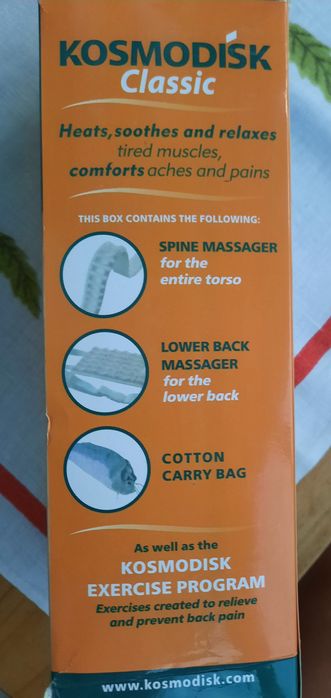 KOSMODISK
Classic
Heats, soothes and relaxes
tired muscles,
comforts aches and pains
THIS BOX CONTAINS THE FOLLOWING:
SPINE MASSAGER
for the
entire torso
LOWER BACK
MASSAGER
for the
lower back
COTTON
CARRY BAG
As well as the
KOSMODISK
EXERCISE PROGRAM
Exercises created to relieve
and prevent back pain
www.kosmodisk.com